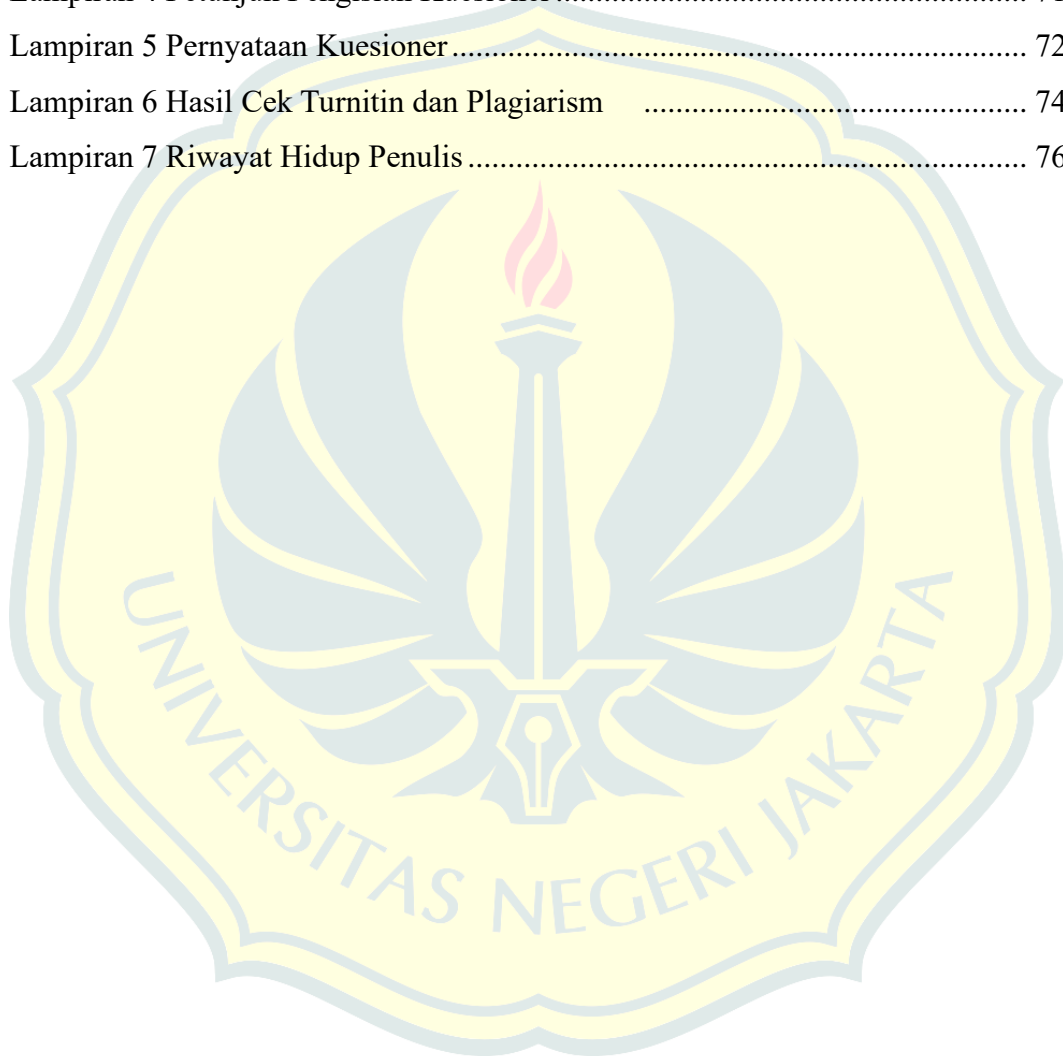 Lampiran 5 Pernyataan Kuesioner ........................................................................ 72
Lampiran 6 Hasil Cek Turnitin dan Plagiarism ................................................ 74
Lampiran 7 Riwayat Hidup Penulis ...................................................................... 76
UNIVERSITAS NEGERI JAKARTA